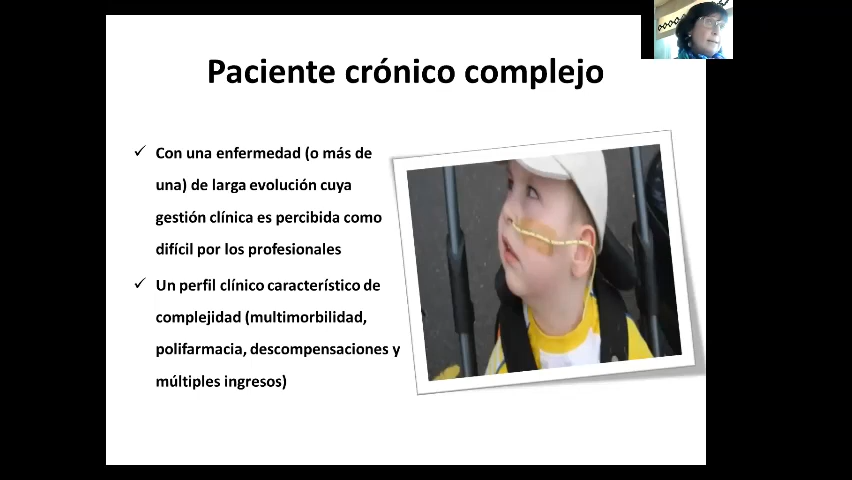 Paciente crónico complejo
Con una enfermedad (o más de
una) de larga evolución cuya
gestión clínica es percibida como
difícil por los profesionales
Un perfil clínico característico de
complejidad (multimorbilidad,
polifarmacia, descompensaciones y
múltiples ingresos)